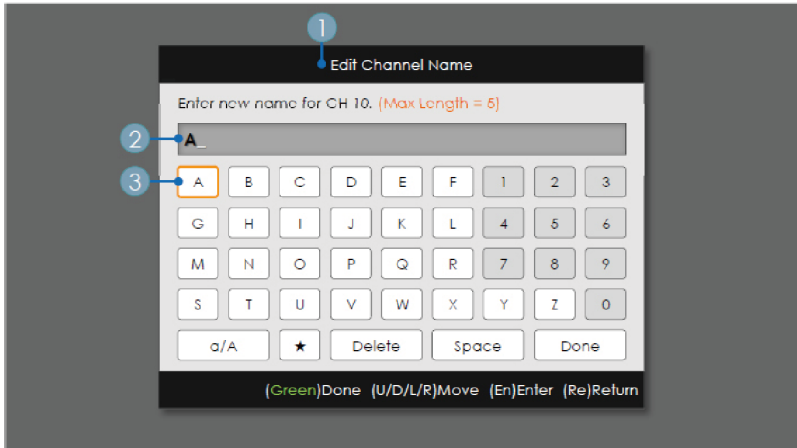 1
Edit Channel Name
Enter new name for CH 10. (Max Length = 5)
2 A_
3 A B C D E F 1 2 3
G H I J K L 4 5 6
M N O P Q R 7 8 9
S T U V W X Y Z 0
a/A ★ Delete Space Done
(Green)Done (U/D/L/R)Move (En)Enter (Re)Return